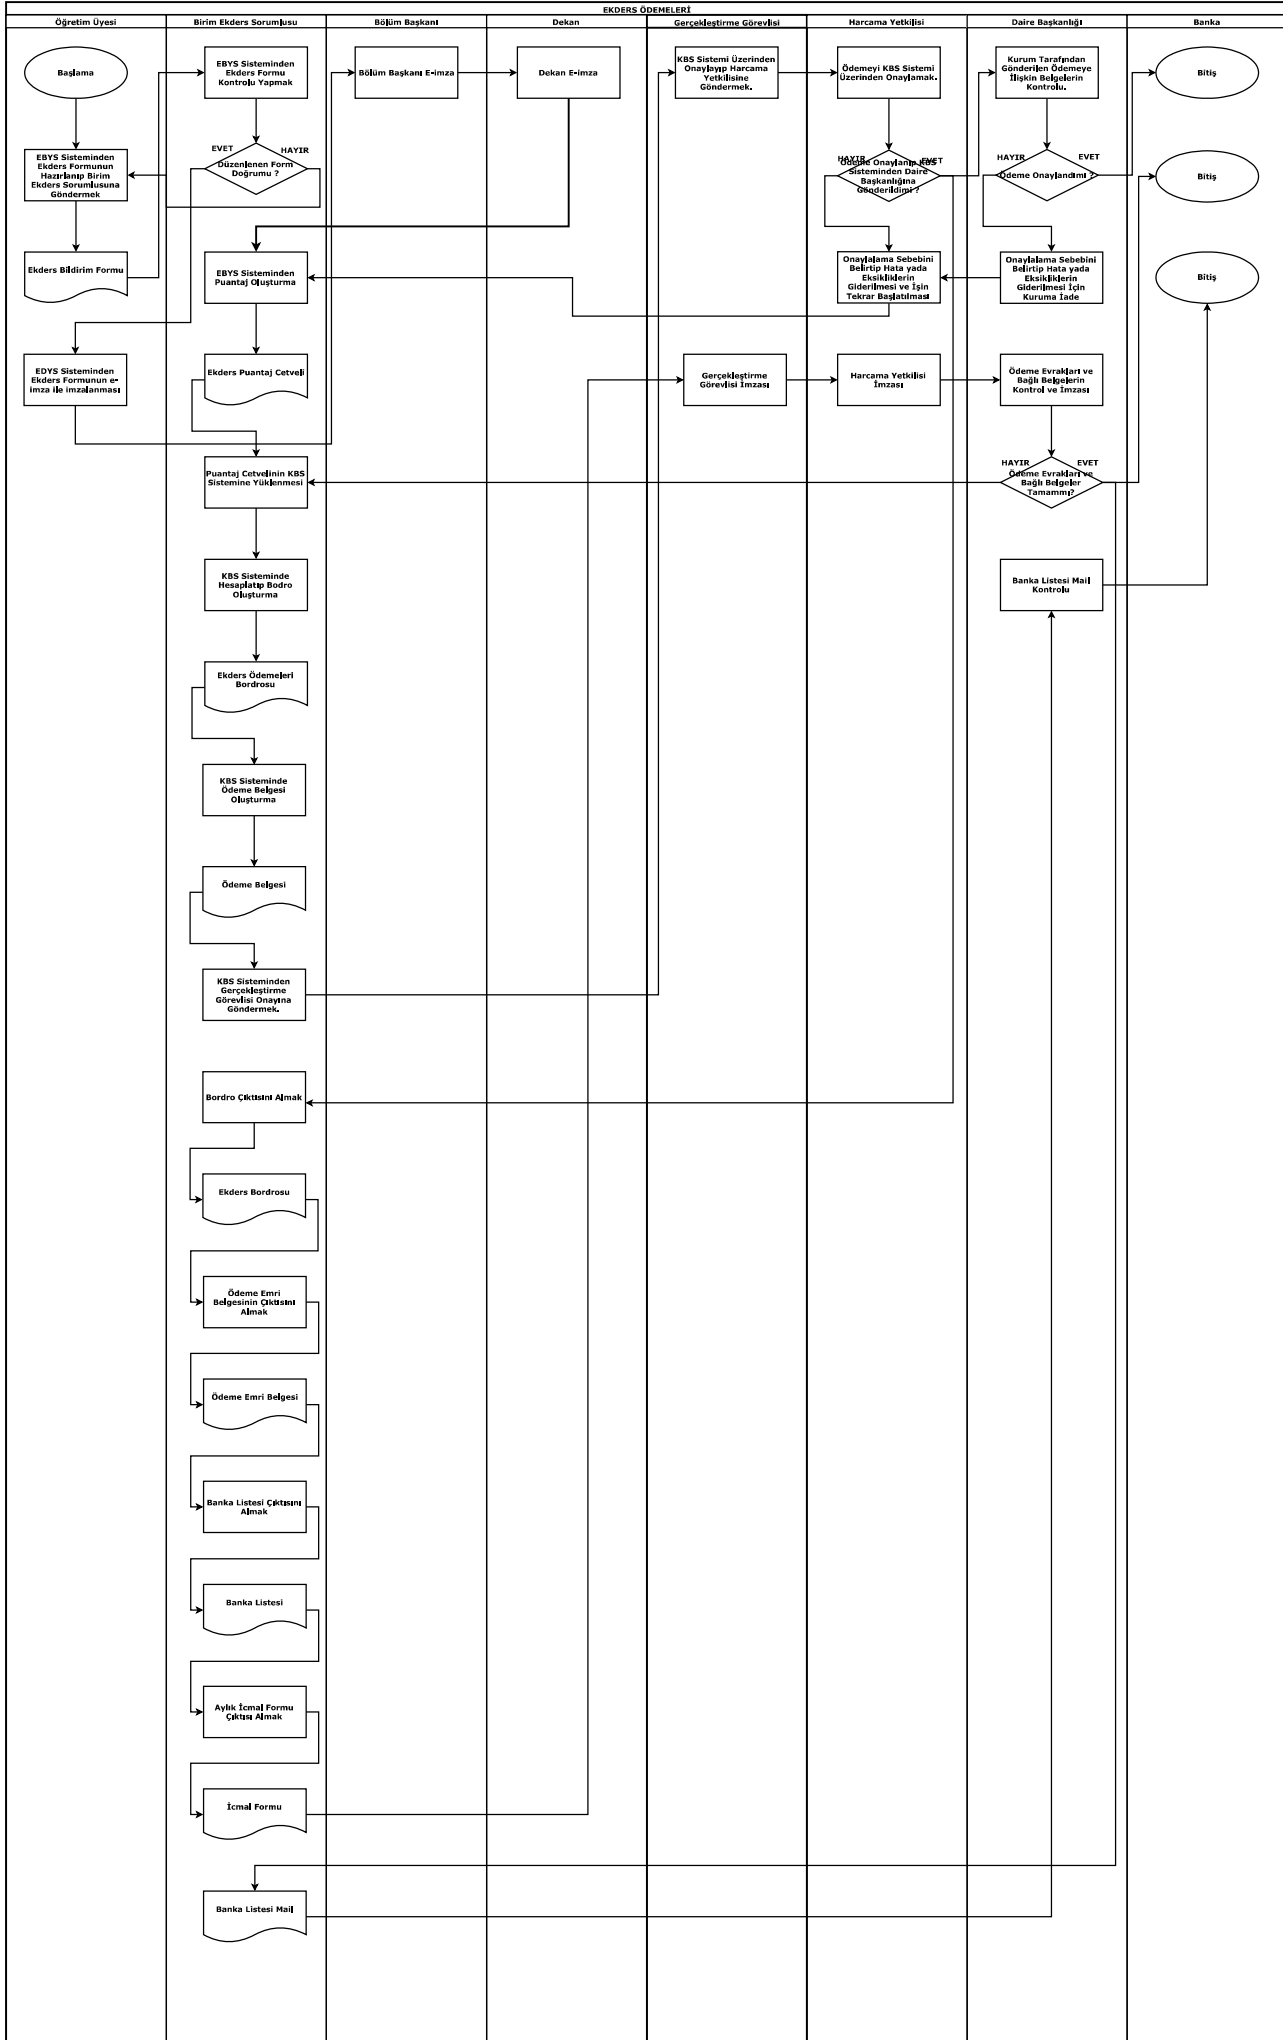 EKDERS ÖDEMELERİ
Öğretim Üyesi
Birim Ekders Sorumlusu
Bölüm Başkanı
Dekan
Gerçekleştirme Görevlisi
Harcama Yetkilisi
Daire Başkanlığı
Banka
Başlama
EBYS Sisteminden
Ekders Formu
Kontrolu Yapmak
Bölüm Başkanı E-imza
Dekan E-imza
KBS Sistemi Üzerinden
Onaylayıp Harcama
Yetkilisine
Göndermek.
Ödemeyi KBS Sistemi
Üzerinden Onaylamak.
Kurum Tarafından
Gönderilen Ödemeye
İlişkin Belgelerin
Kontrolu.
Bitiş
EBYS Sisteminden
Ekders Formunun
Hazırlanıp Birim
Ekders Sorumlusuna
Göndermek
EVET
HAYIR
Düzenlenen Form
Doğrumu ?
HAYIR
EVET
Ödeme Onaylanıp KBS
Sisteminden Daire
Başkanlığına
Gönderildimi ?
HAYIR
EVET
Ödeme Onaylandımı ?
Bitiş
Ekders Bildirim Formu
EBYS Sisteminden
Puantaj Oluşturma
Onaylalama Sebebini
Belirtip Hata yada
Eksikliklerin
Giderilmesi ve İşin
Tekrar Başlatılması
Onaylalama Sebebini
Belirtip Hata yada
Eksikliklerin
Giderilmesi İçin
Kuruma İade
Bitiş
EDYS Sisteminden
Ekders Formunun e-
imza ile imzalanması
Ekders Puantaj Cetveli
Gerçekleştirme
Görevlisi İmzası
Harcama Yetkilisi
İmzası
Ödeme Evrakları ve
Bağlı Belgelerin
Kontrol ve İmzası
Puantaj Cetvelinin KBS
Sistemine Yüklenmesi
HAYIR
EVET
Ödeme Evrakları ve
Bağlı Belgeler
Tamammı?
KBS Sisteminde
Hesaplatıp Bodro
Oluşturma
Banka Listesi Mail
Kontrolu
Ekders Ödemeleri
Bordrosu
KBS Sisteminde
Ödeme Belgesi
Oluşturma
Ödeme Belgesi
KBS Sisteminden
Gerçekleştirme
Görevlisi Onayına
Göndermek.
Bordro Çıktısını Almak
Ekders Bordrosu
Ödeme Emri
Belgesinin Çıktısını
Almak
Ödeme Emri Belgesi
Banka Listesi Çıktısını
Almak
Banka Listesi
Aylık İcmal Formu
Çıktısı Almak
İcmal Formu
Banka Listesi Mail